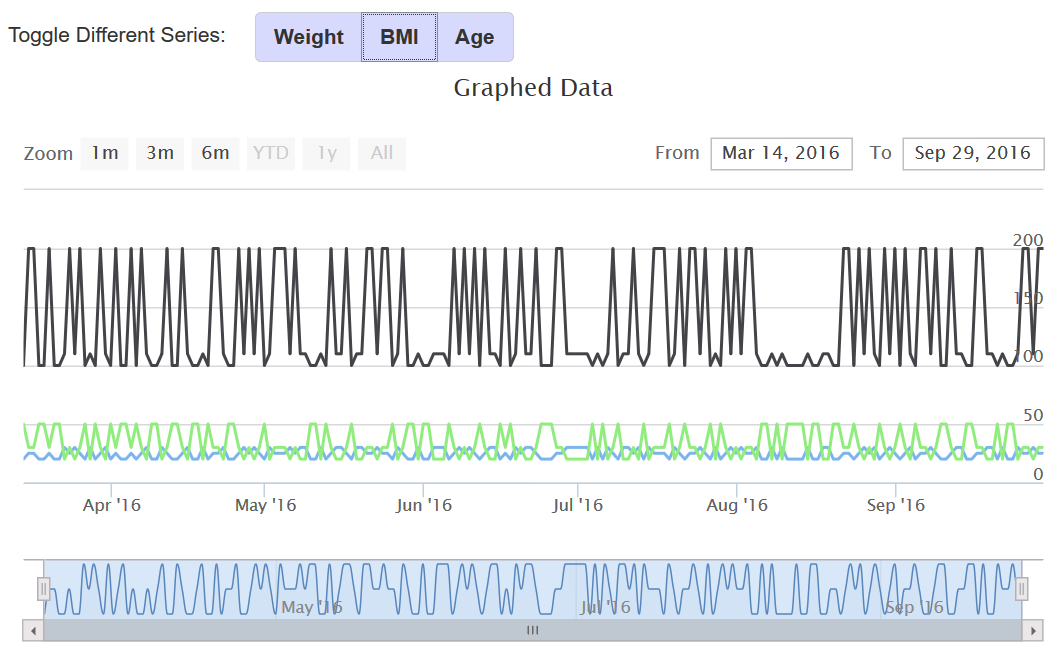 Toggle Different Series: Weight BMI Age
Graphed Data
Zoom 1m 3m 6m YTD 1y All From Mar 14, 2016 To Sep 29, 2016
200
150
100
50
0
Apr '16 May '16 Jun '16 Jul '16 Aug '16 Sep '16
May '16 Jul '16 Sep '16